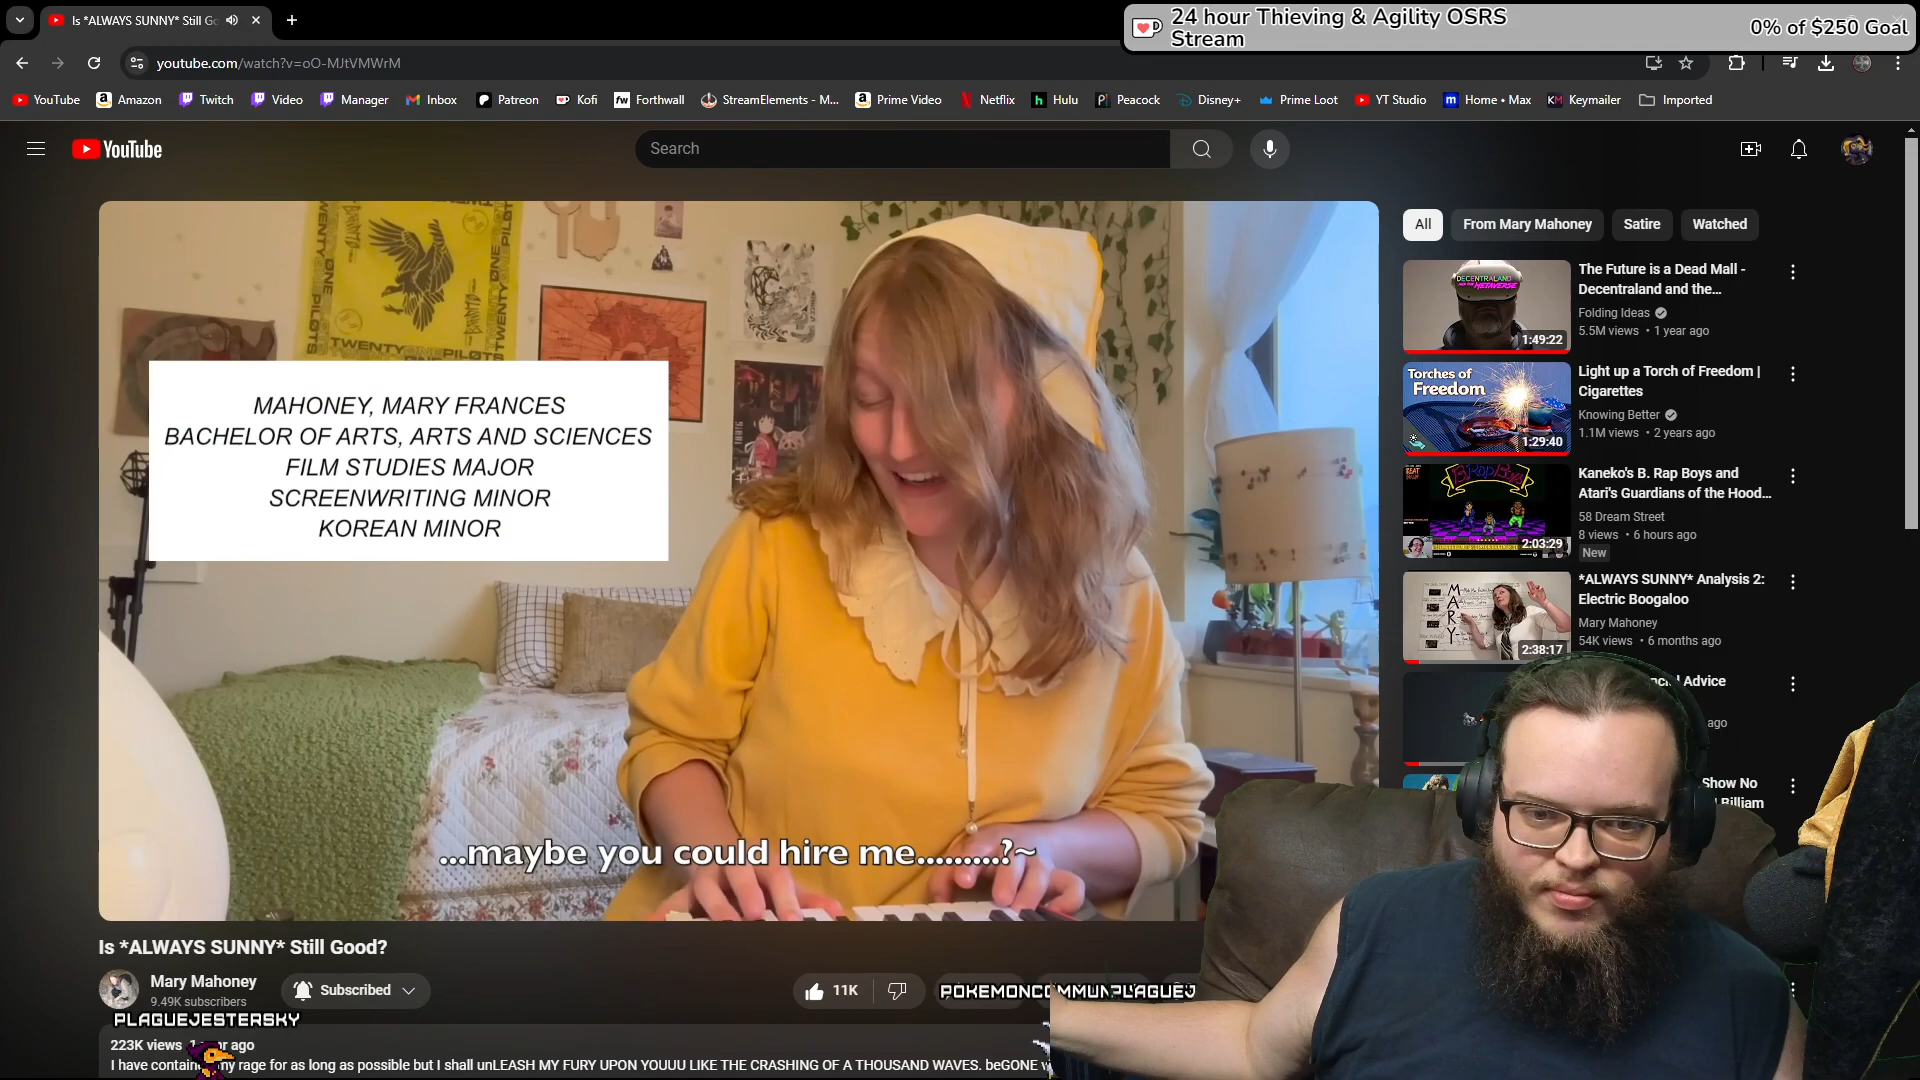 Is *ALWAYS SUNNY* Still Go
24 hour Thieving & Agility OSRS
Stream
0% of $250 Goal
youtube.com/watch?v=oO-MJtVMWrM
YouTube
Amazon
Twitch
Video
Manager
Inbox
Patreon
Kofi
Forthwall
StreamElements - M...
Prime Video
Netflix
Hulu
Peacock
Disney+
Prime Loot
YT Studio
Home • Max
Keymailer
Imported
YouTube
Search
All
From Mary Mahoney
Satire
Watched
TWENTY ONE PILOTS
MAHONEY, MARY FRANCES
BACHELOR OF ARTS, ARTS AND SCIENCES
FILM STUDIES MAJOR
SCREENWRITING MINOR
KOREAN MINOR
...maybe you could hire me.........?~
DECENTRALAND
1:49:22
The Future is a Dead Mall -
Decentraland and the...
Folding Ideas
5.5M views • 1 year ago
Torches of
Freedom
1:29:40
Light up a Torch of Freedom |
Cigarettes
Knowing Better
1.1M views • 2 years ago
B. Rap Boys
2:03:29
Kaneko's B. Rap Boys and
Atari's Guardians of the Hood...
58 Dream Street
8 views • 6 hours ago
New
2:38:17
*ALWAYS SUNNY* Analysis 2:
Electric Boogaloo
Mary Mahoney
54K views • 6 months ago
Advice
ago
Show No
Billiam
Is *ALWAYS SUNNY* Still Good?
Mary Mahoney
9.49K subscribers
Subscribed
11K
POKEMONCOMMUN
PLAGUEJ
PLAGUEJESTERSKY
223K views
ago
I have contain
my rage for as long as possible but I shall unLEASH MY FURY UPON YOUUU LIKE THE CRASHING OF A THOUSAND WAVES. beGONE